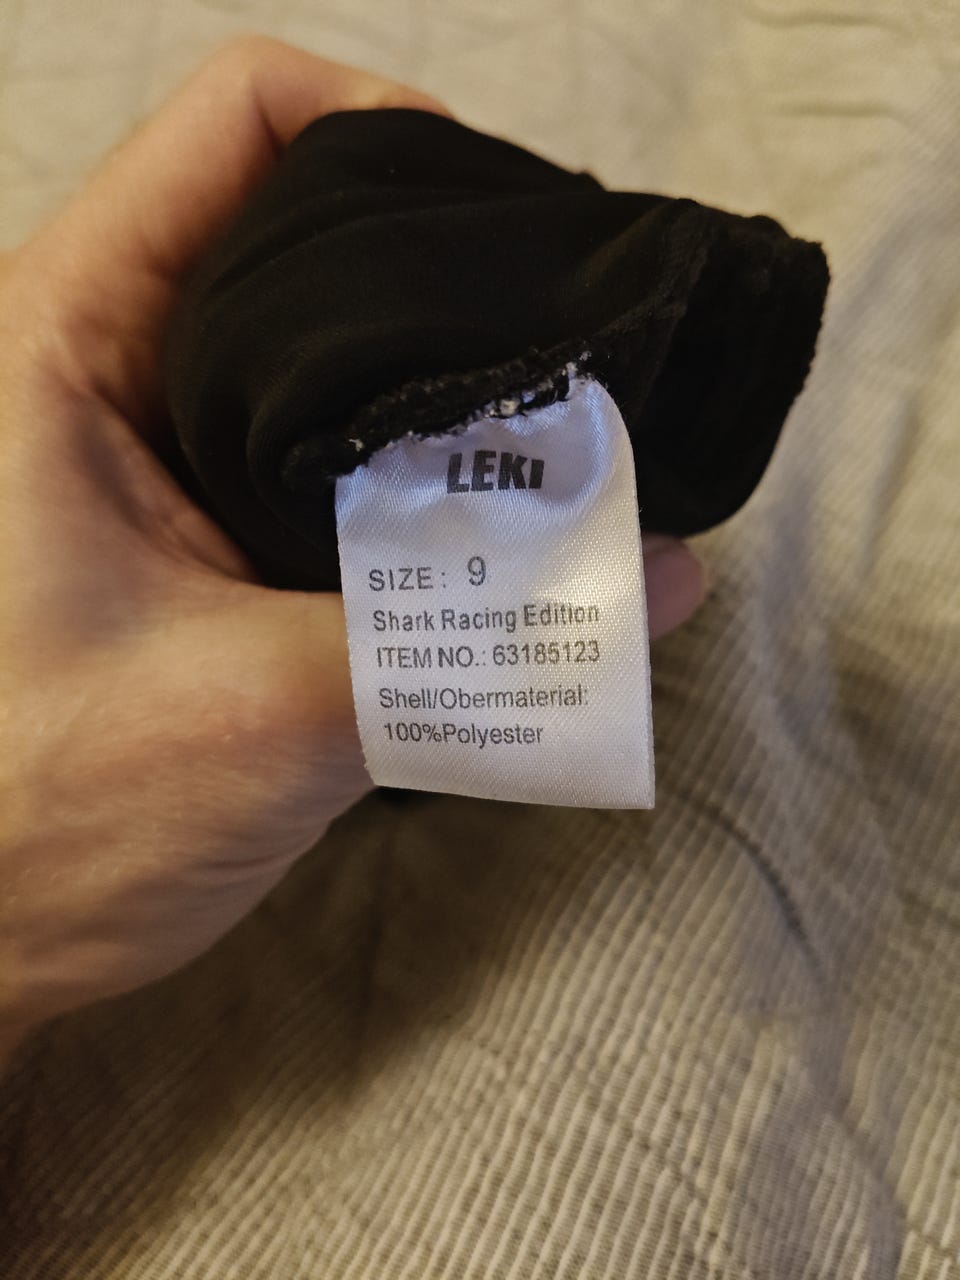 LEKI
SIZE: 9
Shark Racing Edition
ITEM NO.: 63185123
Shell/Obermaterial:
100%Polyester